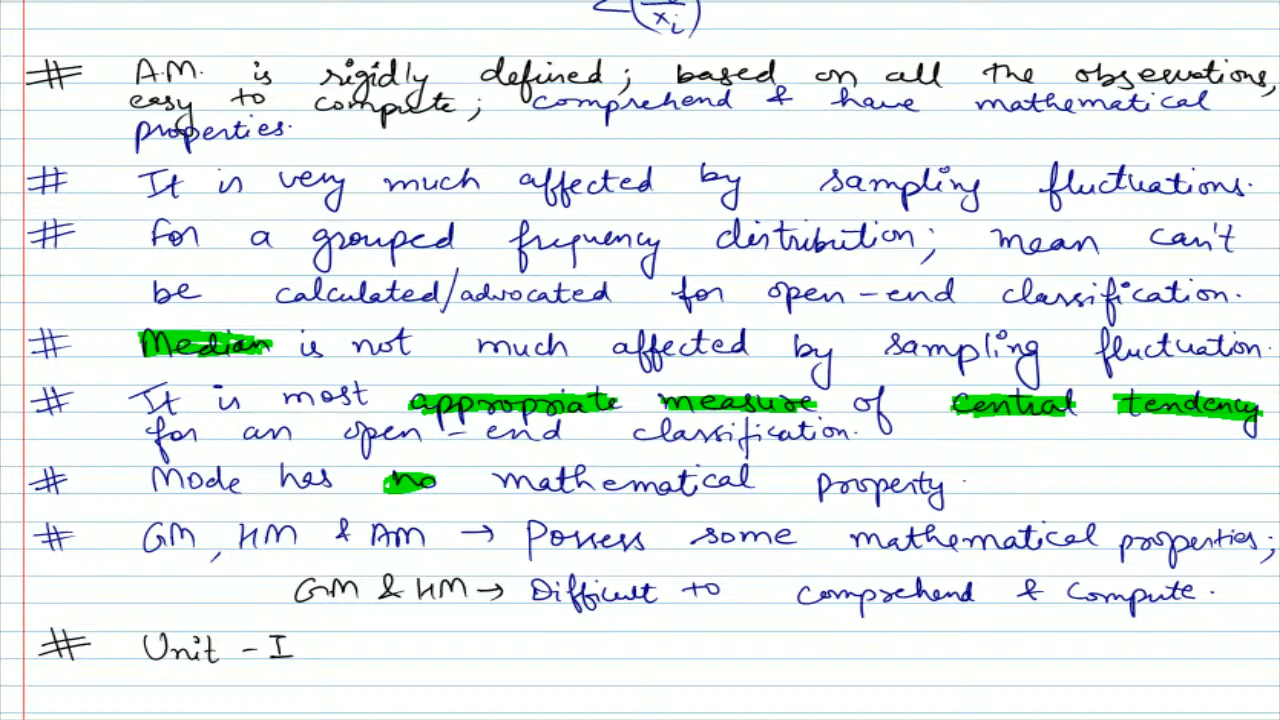 Σ( /xᵢ)
# A.M. is rigidly defined; based on all the observations,
easy to compute; comprehend & have mathematical
properties.
# It is very much affected by sampling fluctuations.
# For a grouped frequency distribution; mean can't
be calculated/advocated for open-end classification.
# Median is not much affected by sampling fluctuation.
# It is most appropriate measure of central tendency
for an open-end classification.
# Mode has no mathematical property.
# GM, HM & AM → Possess some mathematical properties;
GM & HM → Difficult to comprehend & compute.
# Unit - I